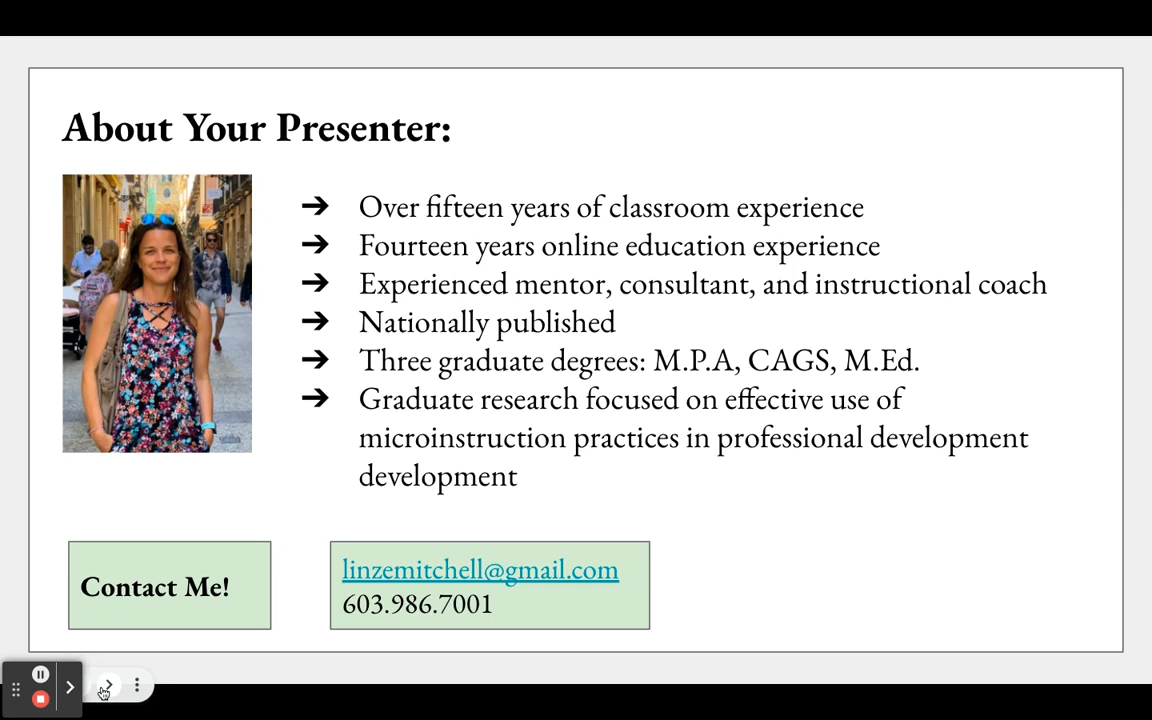 About Your Presenter:
➔ Over fifteen years of classroom experience
➔ Fourteen years online education experience
➔ Experienced mentor, consultant, and instructional coach
➔ Nationally published
➔ Three graduate degrees: M.P.A, CAGS, M.Ed.
➔ Graduate research focused on effective use of
microinstruction practices in professional development
development
Contact Me!
linzemitchell@gmail.com
603.986.7001